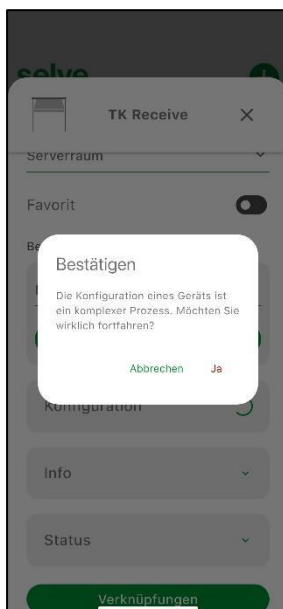 selve
TK Receive
Serverraum
Favorit
Be
Bestätigen
Die Konfiguration eines Geräts ist
ein komplexer Prozess. Möchten Sie
wirklich fortfahren?
Abbrechen Ja
Konfiguration
Info
Status
Verknüpfungen